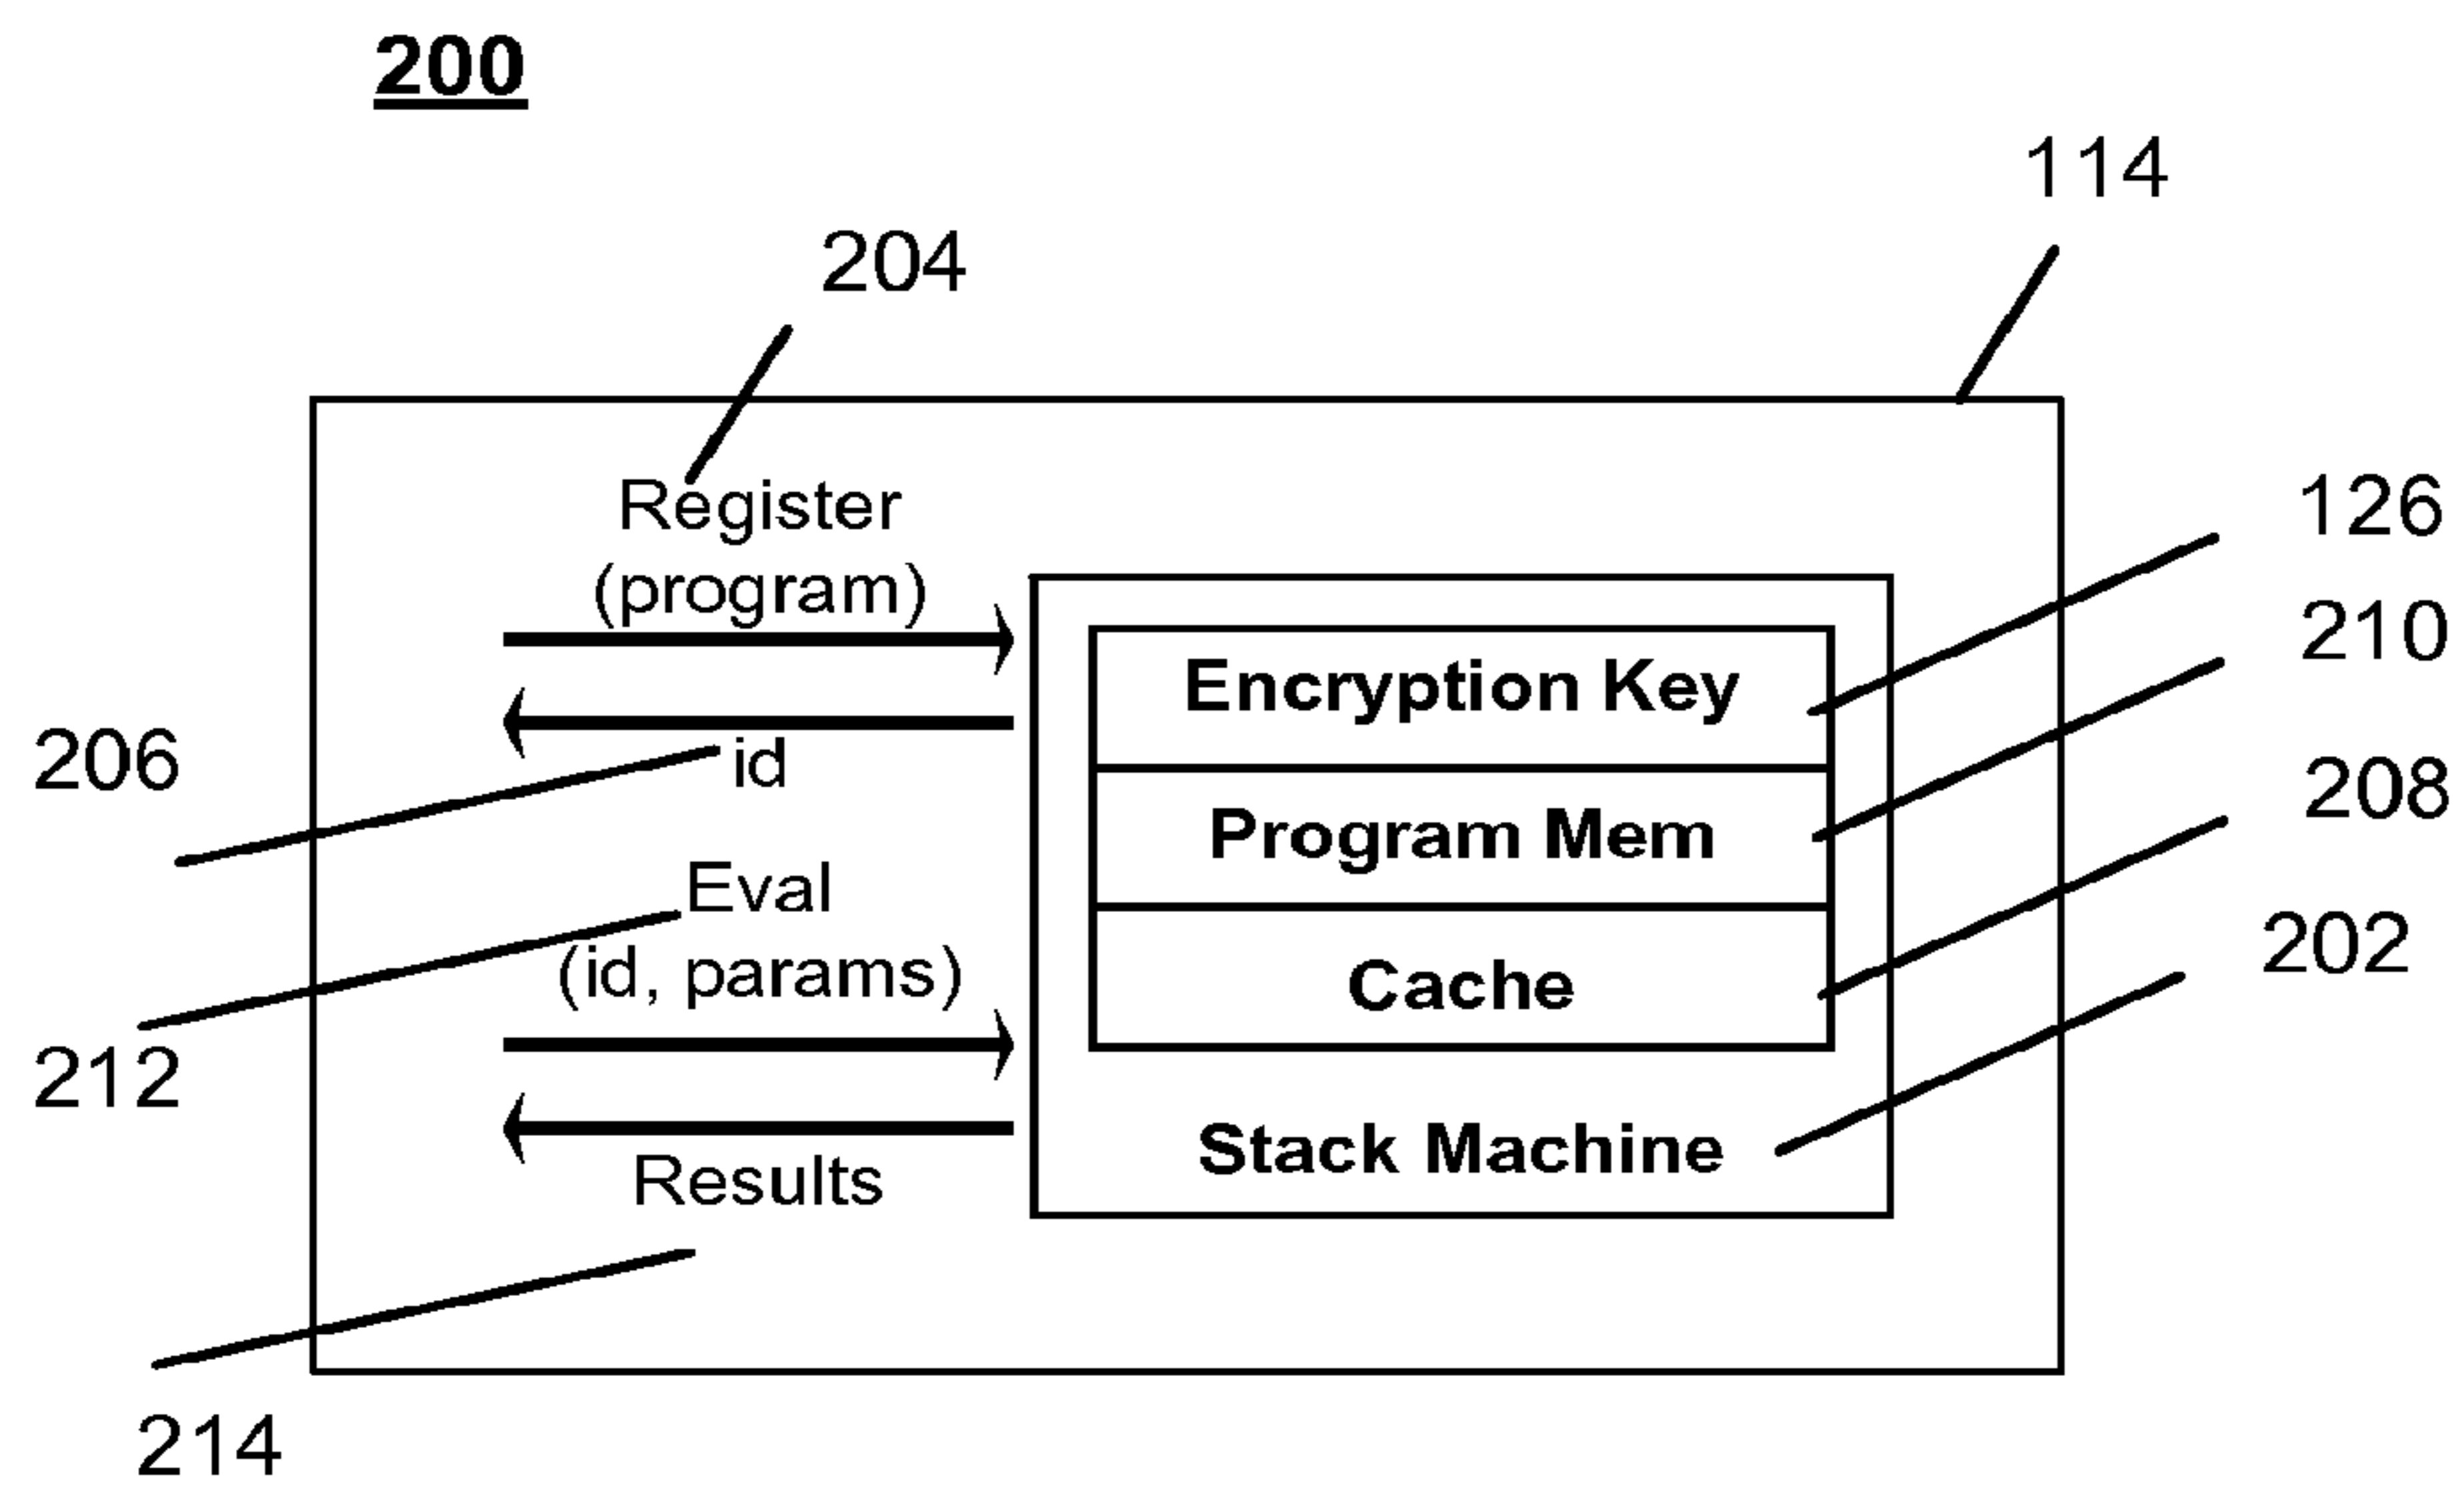 200
114
204
Register
(program)
126
210
Encryption Key
206
id
208
Program Mem
Eval
(id, params)
202
Cache
212
Stack Machine
Results
214